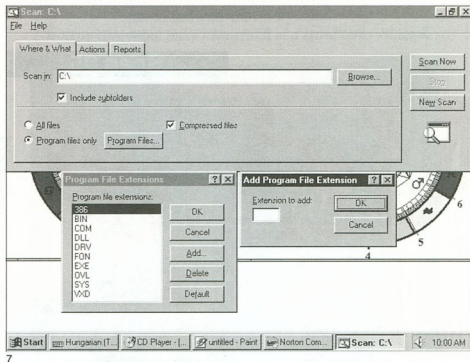 Scan: C:\
File Help
Where & What Actions Reports
Scan in: C:\ Browse...
Include subfolders
All files
Program files only Program Files...
Compressed files
Scan Now
Stop
New Scan
Program File Extensions
Program file extensions:
386
BIN
COM
DLL
DRV
FON
EXE
OVL
SYS
VXD
OK
Cancel
Add...
Delete
Default
Add Program File Extension
Extension to add:
OK
Cancel
6
5
4
Start Hungarian (T... CD Player - [... untitled - Paint Norton Com... Scan: C:\ 10:00 AM
7